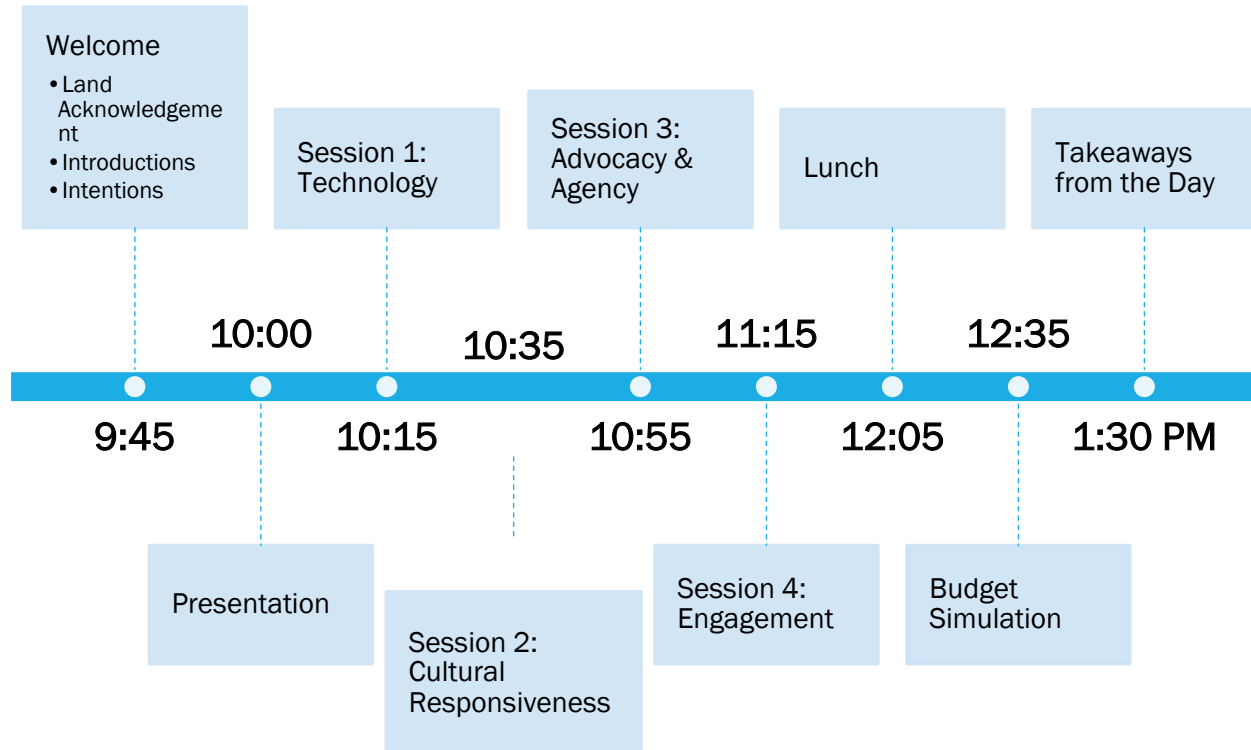 Welcome
• Land
Acknowledgeme
nt
• Introductions
• Intentions
Session 1:
Technology
Session 3:
Advocacy &
Agency
Lunch
Takeaways
from the Day
10:00
10:35
11:15
12:35
9:45
10:15
10:55
12:05
1:30 PM
Presentation
Session 2:
Cultural
Responsiveness
Session 4:
Engagement
Budget
Simulation